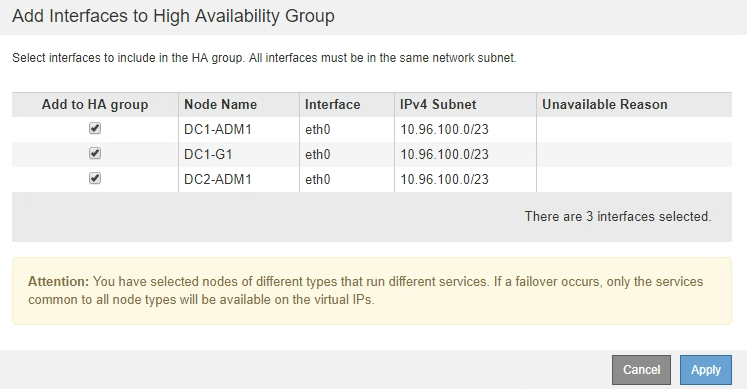 Add Interfaces to High Availability Group
Select interfaces to include in the HA group. All interfaces must be in the same network subnet.
Add to HA group Node Name Interface IPv4 Subnet Unavailable Reason
DC1-ADM1 eth0 10.96.100.0/23
DC1-G1 eth0 10.96.100.0/23
DC2-ADM1 eth0 10.96.100.0/23
There are 3 interfaces selected.
Attention: You have selected nodes of different types that run different services. If a failover occurs, only the services
common to all node types will be available on the virtual IPs.
Cancel Apply